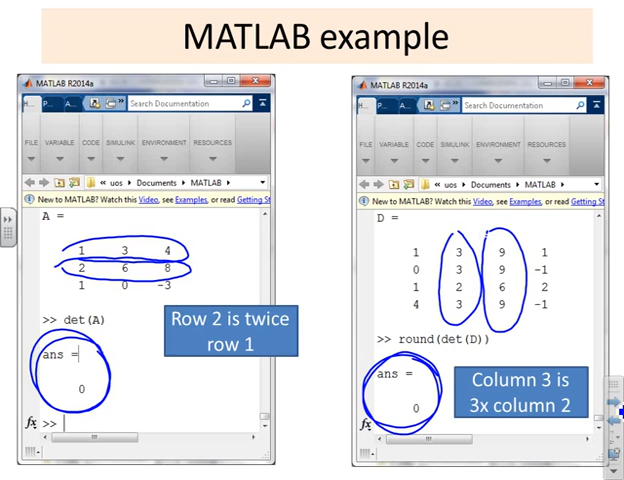 MATLAB example
MATLAB R2014a
H... P... A... Search Documentation
FILE VARIABLE CODE SIMULINK ENVIRONMENT RESOURCES
« uos ▸ Documents ▸ MATLAB ▸
New to MATLAB? Watch this Video, see Examples, or read Getting St
A =
1 3 4
2 6 8
1 0 -3
>> det(A)
ans =
0
fx >>
Row 2 is twice
row 1
MATLAB R2014a
H... P... A... Search Documentation
FILE VARIABLE CODE SIMULINK ENVIRONMENT RESOURCES
« uos ▸ Documents ▸ MATLAB ▸
New to MATLAB? Watch this Video, see Examples, or read Getting St
D =
1 3 9 1
0 3 9 -1
1 2 6 2
4 3 9 -1
>> round(det(D))
ans =
0
fx
Column 3 is
3x column 2